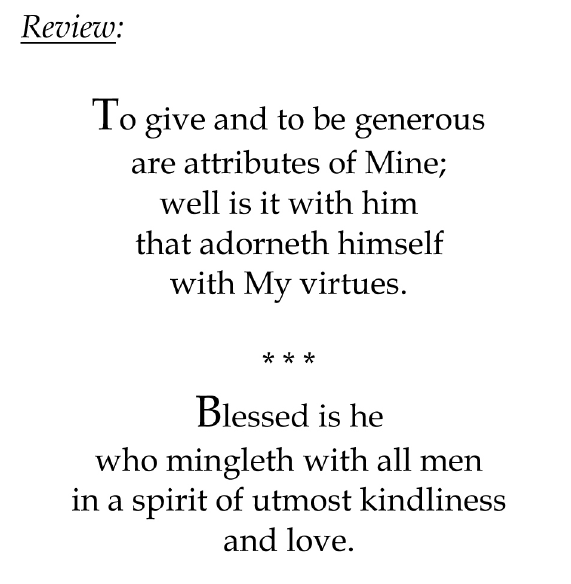 Review:
To give and to be generous
are attributes of Mine;
well is it with him
that adorneth himself
with My virtues.
* * *
Blessed is he
who mingleth with all men
in a spirit of utmost kindliness
and love.